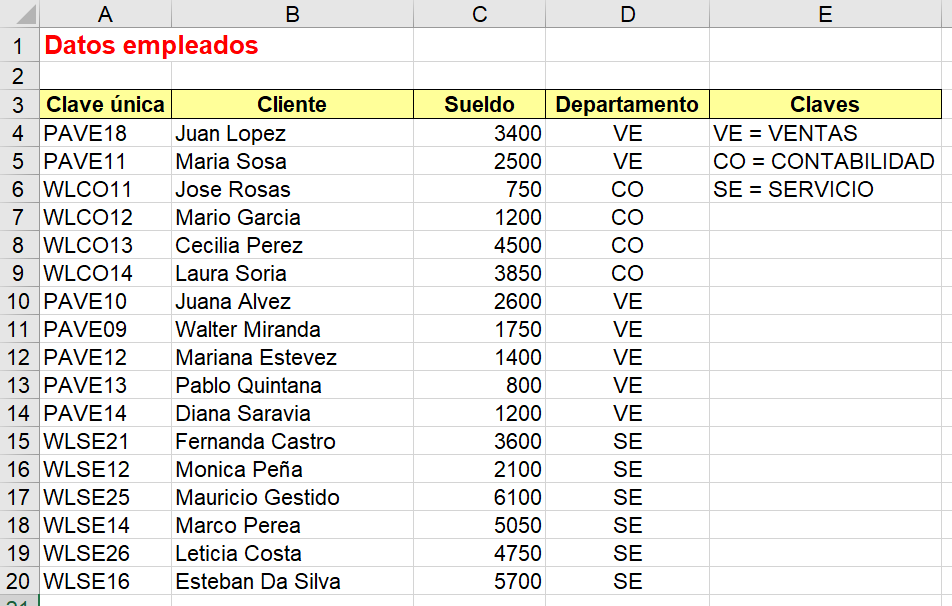 A B C D E
1 Datos empleados
2
3 Clave única Cliente Sueldo Departamento Claves
4 PAVE18 Juan Lopez 3400 VE VE = VENTAS
5 PAVE11 Maria Sosa 2500 VE CO = CONTABILIDAD
6 WLCO11 Jose Rosas 750 CO SE = SERVICIO
7 WLCO12 Mario Garcia 1200 CO
8 WLCO13 Cecilia Perez 4500 CO
9 WLCO14 Laura Soria 3850 CO
10 PAVE10 Juana Alvez 2600 VE
11 PAVE09 Walter Miranda 1750 VE
12 PAVE12 Mariana Estevez 1400 VE
13 PAVE13 Pablo Quintana 800 VE
14 PAVE14 Diana Saravia 1200 VE
15 WLSE21 Fernanda Castro 3600 SE
16 WLSE12 Monica Peña 2100 SE
17 WLSE25 Mauricio Gestido 6100 SE
18 WLSE14 Marco Perea 5050 SE
19 WLSE26 Leticia Costa 4750 SE
20 WLSE16 Esteban Da Silva 5700 SE
21